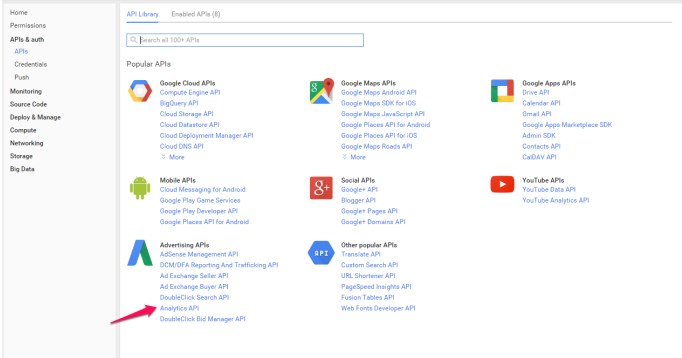 Home
Permissions
APIs & auth
APIs
Credentials
Push
Monitoring
Source Code
Deploy & Manage
Compute
Networking
Storage
Big Data
API Library Enabled APIs (8)
Search all 100+ APIs
Popular APIs
Google Cloud APIs
Compute Engine API
BigQuery API
Cloud Storage API
Cloud Datastore API
Cloud Deployment Manager API
Cloud DNS API
More
8
Google Maps APIs
Google Maps Android API
Google Maps SDK for iOS
Google Maps JavaScript API
Google Places API for Android
Google Places API for iOS
Google Maps Roads API
More
Google Apps APIs
Drive API
Calendar API
Gmail API
Google Apps Marketplace SDK
Admin SDK
Contacts API
CalDAV API
Mobile APIs
Cloud Messaging for Android
Google Play Game Services
Google Play Developer API
Google Places API for Android
8+
Social APIs
Google+ API
Blogger API
Google+ Pages API
Google+ Domains API
YouTube APIs
YouTube Data API
YouTube Analytics API
Advertising APIs
AdSense Management API
DCM/DFA Reporting And Trafficking API
Ad Exchange Seller API
Ad Exchange Buyer API
DoubleClick Search API
Analytics API
DoubleClick Bid Manager API
API
Other popular APIs
Translate API
Custom Search API
URL Shortener API
PageSpeed Insights API
Fusion Tables API
Web Fonts Developer API